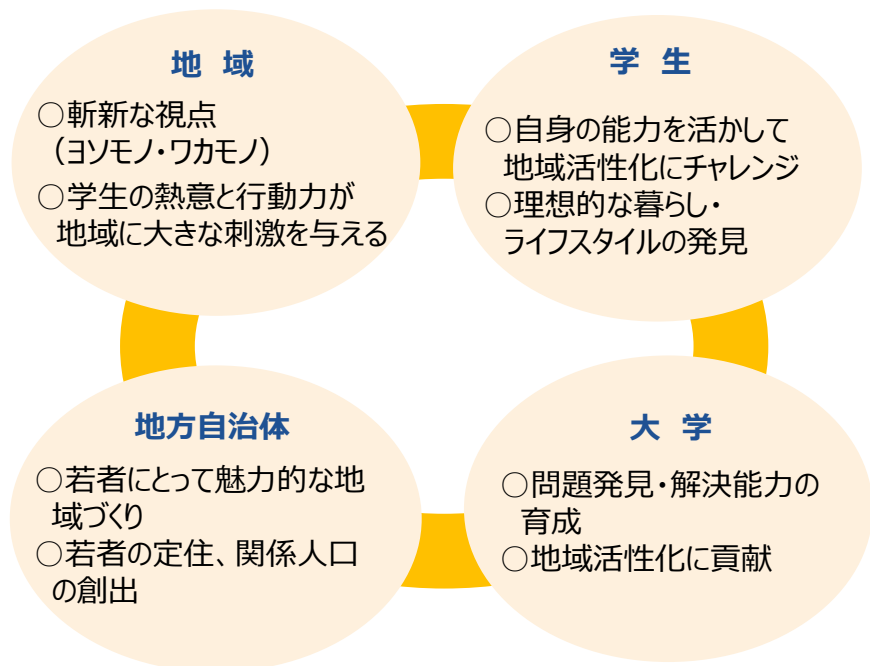 地 域
○斬新な視点
（ヨソモノ・ワカモノ）
○学生の熱意と行動力が
地域に大きな刺激を与える
学 生
○自身の能力を活かして
地域活性化にチャレンジ
○理想的な暮らし・
ライフスタイルの発見
地方自治体
○若者にとって魅力的な地
域づくり
○若者の定住、関係人口
の創出
大 学
○問題発見・解決能力の
育成
○地域活性化に貢献